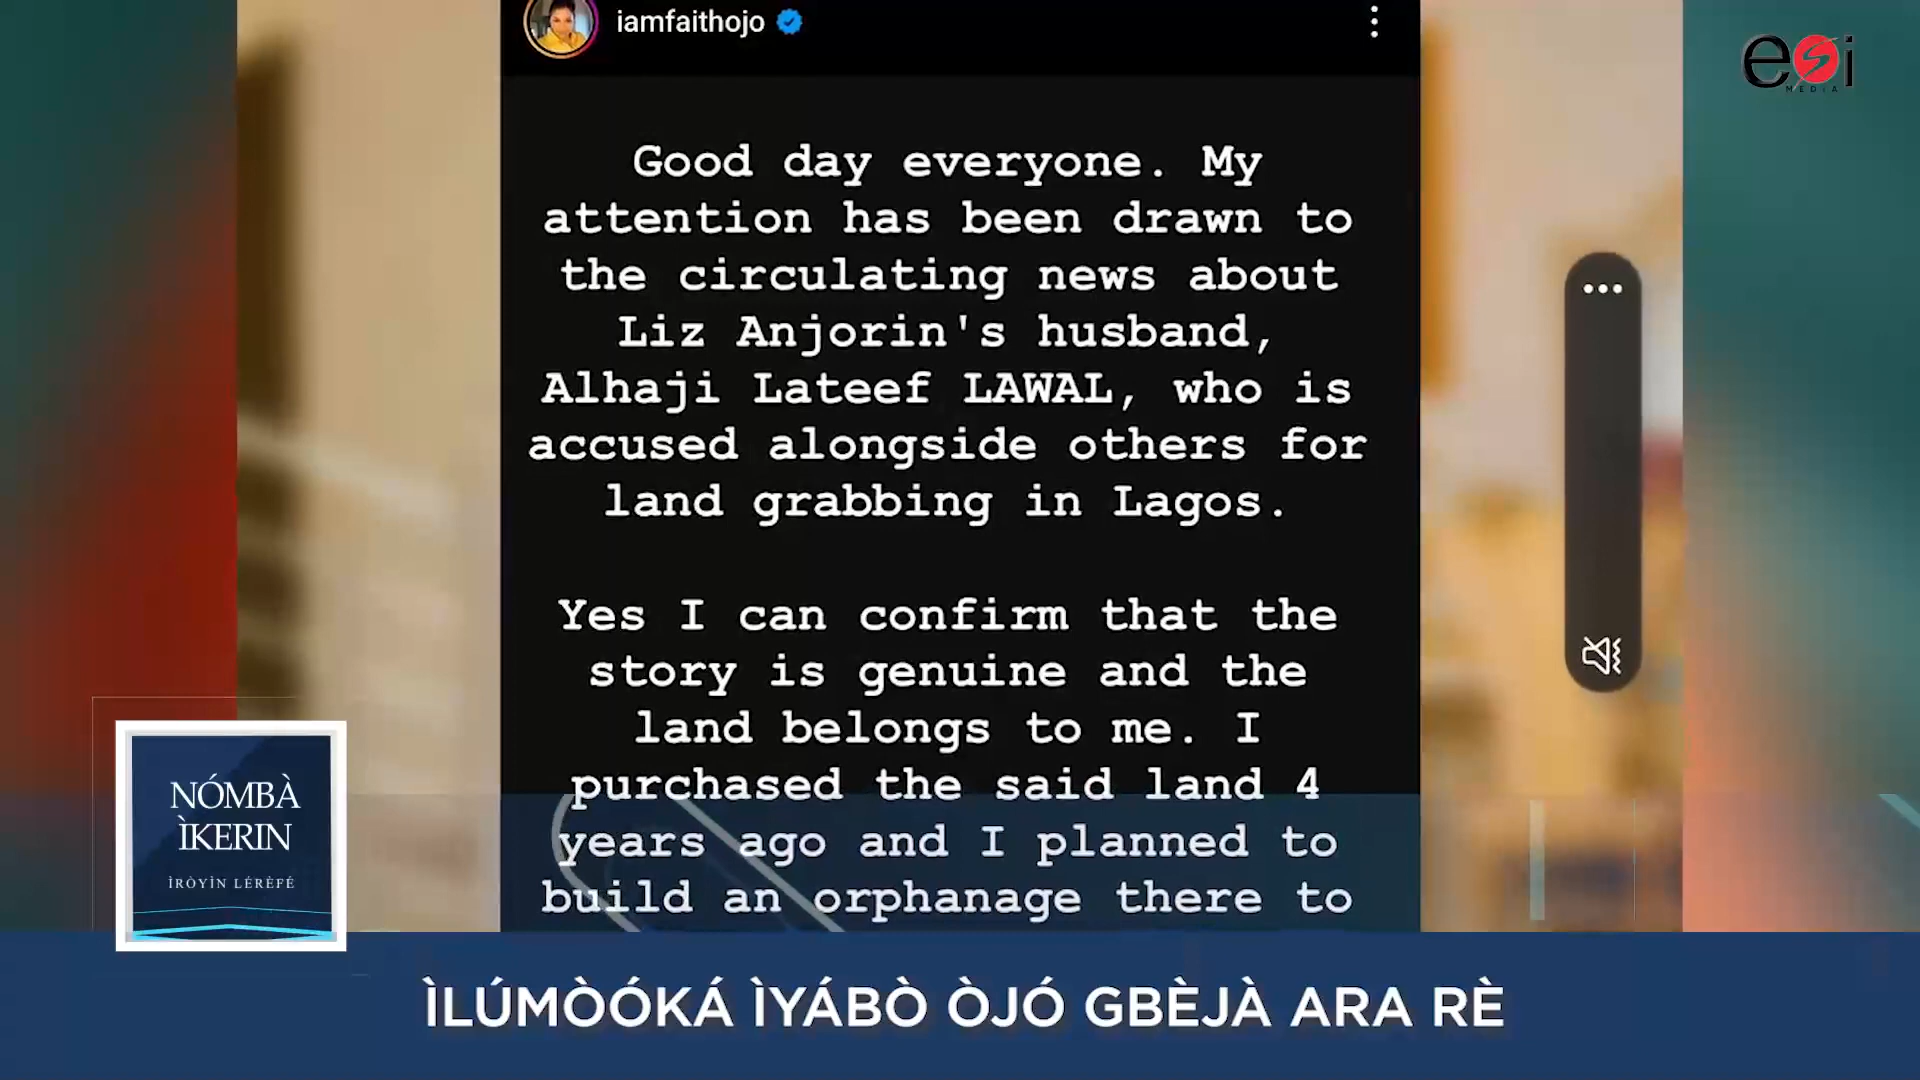 iamfaithojo
esi
MEDIA
Good day everyone. My
attention has been drawn to
the circulating news about
Liz Anjorin's husband,
Alhaji Lateef LAWAL, who is
accused alongside others for
land grabbing in Lagos.
Yes I can confirm that the
story is genuine and the
land belongs to me. I
purchased the said land 4
years ago and I planned to
build an orphanage there to
NÓMBÀ
ÌKERIN
ÌRÒYÌN LÉRÈFÉ
ÌLÚMÒÓKÁ ÌYÁBÒ ÒJÓ GBÈJÀ ARA RÈ